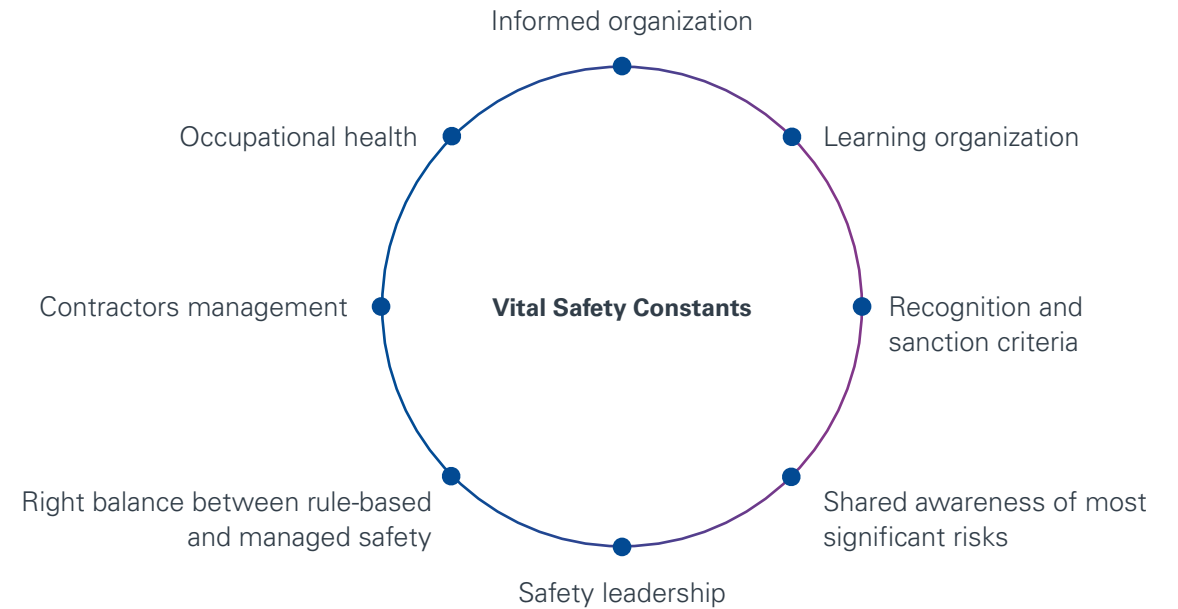 Informed organization
Occupational health
Learning organization
Contractors management
Vital Safety Constants
Recognition and
sanction criteria
Right balance between rule-based
and managed safety
Shared awareness of most
significant risks
Safety leadership